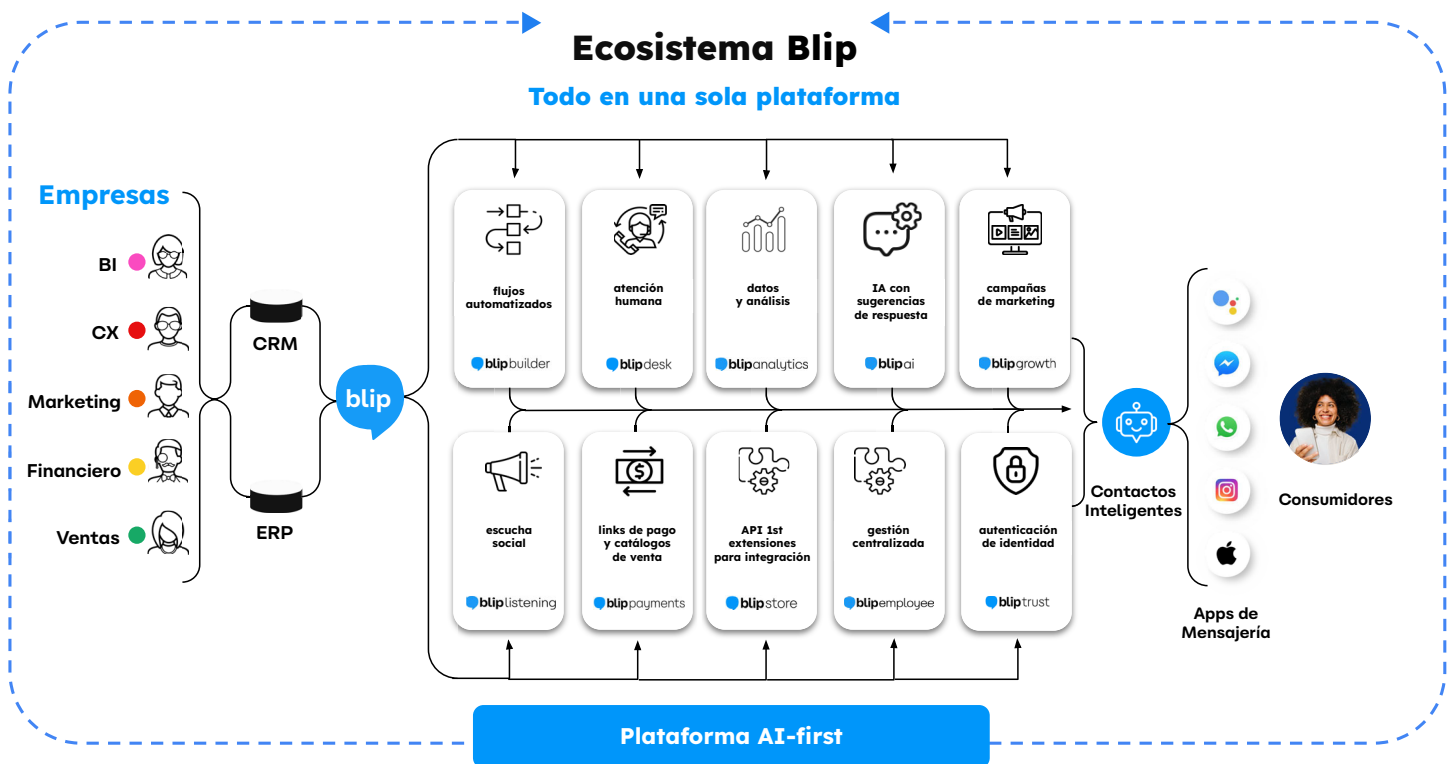 Ecosistema Blip
Todo en una sola plataforma
Empresas
BI
CX
Marketing
Financiero
Ventas
CRM
ERP
blip
flujos
automatizados
blipbuilder
atención
humana
blipdesk
datos
y análisis
blipanalytics
IA con
sugerencias
de respuesta
blipai
campañas
de marketing
blipgrowth
escucha
social
bliplistening
links de pago
y catálogos
de venta
blippayments
API 1st
extensiones
para integración
blipstore
gestión
centralizada
blipemployee
autenticación
de identidad
bliptrust
Contactos
Inteligentes
Apps de
Mensajería
Consumidores
Plataforma AI-first